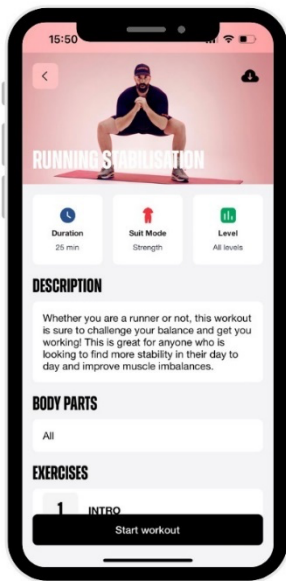 15:50
RUNNING STABILISATION
Duration
25 min
Suit Mode
Strength
Level
All levels
DESCRIPTION
Whether you are a runner or not, this workout
is sure to challenge your balance and get you
working! This is great for anyone who is
looking to find more stability in their day to
day and improve muscle imbalances.
BODY PARTS
All
EXERCISES
1 INTRO
Start workout